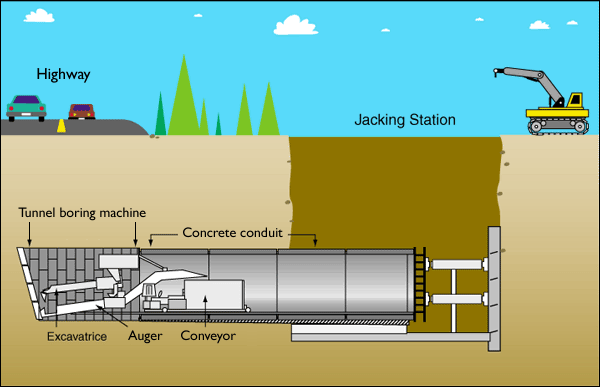 Highway
Jacking Station
Tunnel boring machine
Concrete conduit
Excavatrice
Auger
Conveyor